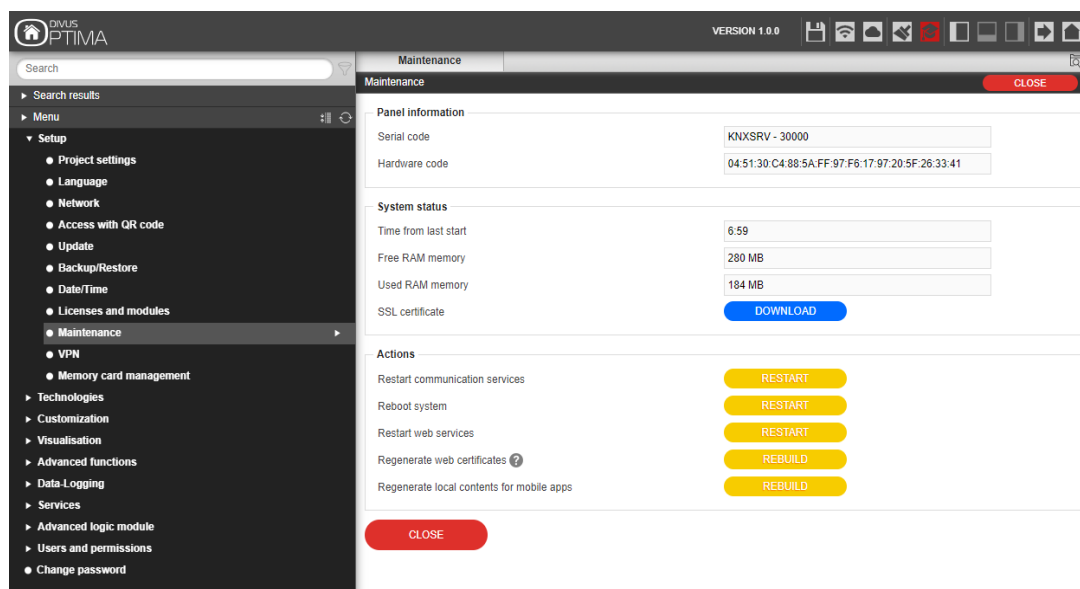 DIVUS
OPTIMA
VERSION 1.0.0
Search
Search results
Menu
Setup
Project settings
Language
Network
Access with QR code
Update
Backup/Restore
Date/Time
Licenses and modules
Maintenance
VPN
Memory card management
Technologies
Customization
Visualisation
Advanced functions
Data-Logging
Services
Advanced logic module
Users and permissions
Change password
Maintenance
Maintenance CLOSE
Panel information
Serial code KNXSRV - 30000
Hardware code 04:51:30:C4:88:5A:FF:97:F6:17:97:20:5F:26:33:41
System status
Time from last start 6:59
Free RAM memory 280 MB
Used RAM memory 184 MB
SSL certificate DOWNLOAD
Actions
Restart communication services RESTART
Reboot system RESTART
Restart web services RESTART
Regenerate web certificates ? REBUILD
Regenerate local contents for mobile apps REBUILD
CLOSE